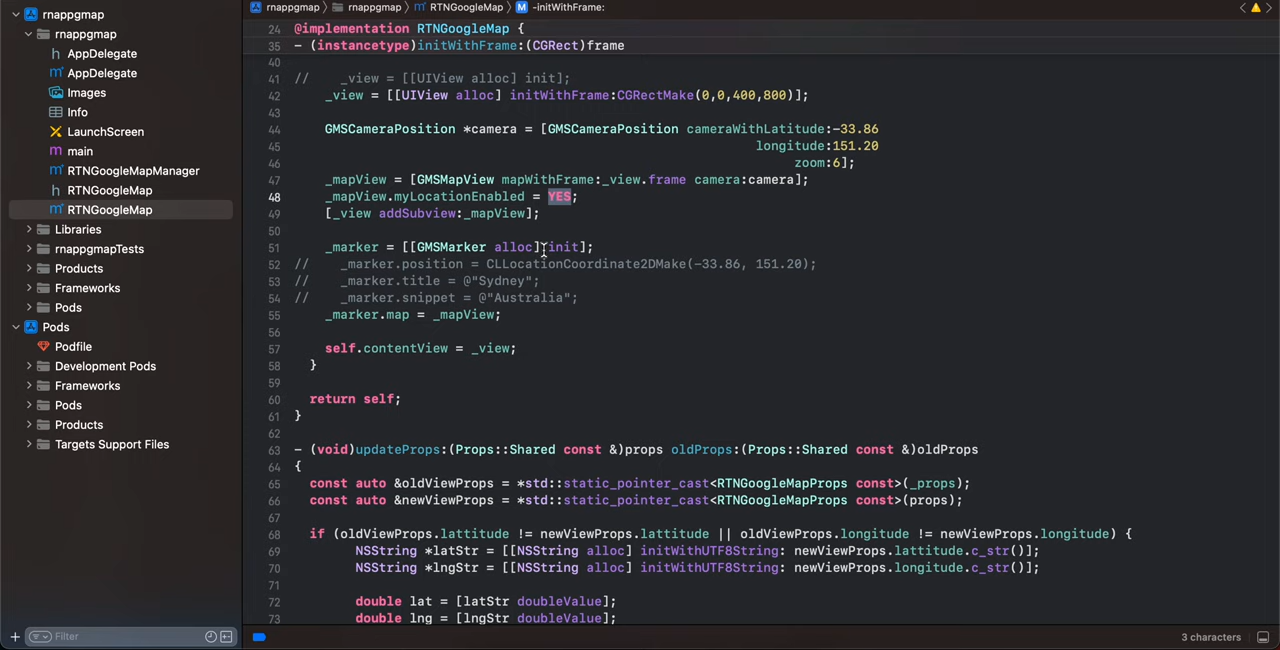 rnappgmap
rnappgmap
AppDelegate
AppDelegate
Images
Info
LaunchScreen
main
RTNGoogleMapManager
RTNGoogleMap
RTNGoogleMap
Libraries
rnappgmapTests
Products
Frameworks
Pods
Pods
Podfile
Development Pods
Frameworks
Pods
Products
Targets Support Files
Filter
rnappgmap 〉 rnappgmap 〉 RTNGoogleMap 〉 M -initWithFrame:
24 @implementation RTNGoogleMap {
35 - (instancetype)initWithFrame:(CGRect)frame
40
41 // _view = [[UIView alloc] init];
42 _view = [[UIView alloc] initWithFrame:CGRectMake(0,0,400,800)];
43
44 GMSCameraPosition *camera = [GMSCameraPosition cameraWithLatitude:-33.86
45 longitude:151.20
46 zoom:6];
47 _mapView = [GMSMapView mapWithFrame:_view.frame camera:camera];
48 _mapView.myLocationEnabled = YES;
49 [_view addSubview:_mapView];
50
51 _marker = [[GMSMarker alloc] init];
52 // _marker.position = CLLocationCoordinate2DMake(-33.86, 151.20);
53 // _marker.title = @"Sydney";
54 // _marker.snippet = @"Australia";
55 _marker.map = _mapView;
56
57 self.contentView = _view;
58 }
59
60 return self;
61 }
62
63 - (void)updateProps:(Props::Shared const &)props oldProps:(Props::Shared const &)oldProps
64 {
65 const auto &oldViewProps = *std::static_pointer_cast<RTNGoogleMapProps const>(_props);
66 const auto &newViewProps = *std::static_pointer_cast<RTNGoogleMapProps const>(props);
67
68 if (oldViewProps.lattitude != newViewProps.lattitude || oldViewProps.longitude != newViewProps.longitude) {
69 NSString *latStr = [[NSString alloc] initWithUTF8String: newViewProps.lattitude.c_str()];
70 NSString *lngStr = [[NSString alloc] initWithUTF8String: newViewProps.longitude.c_str()];
71
72 double lat = [latStr doubleValue];
73 double lng = [lngStr doubleValue];
3 characters